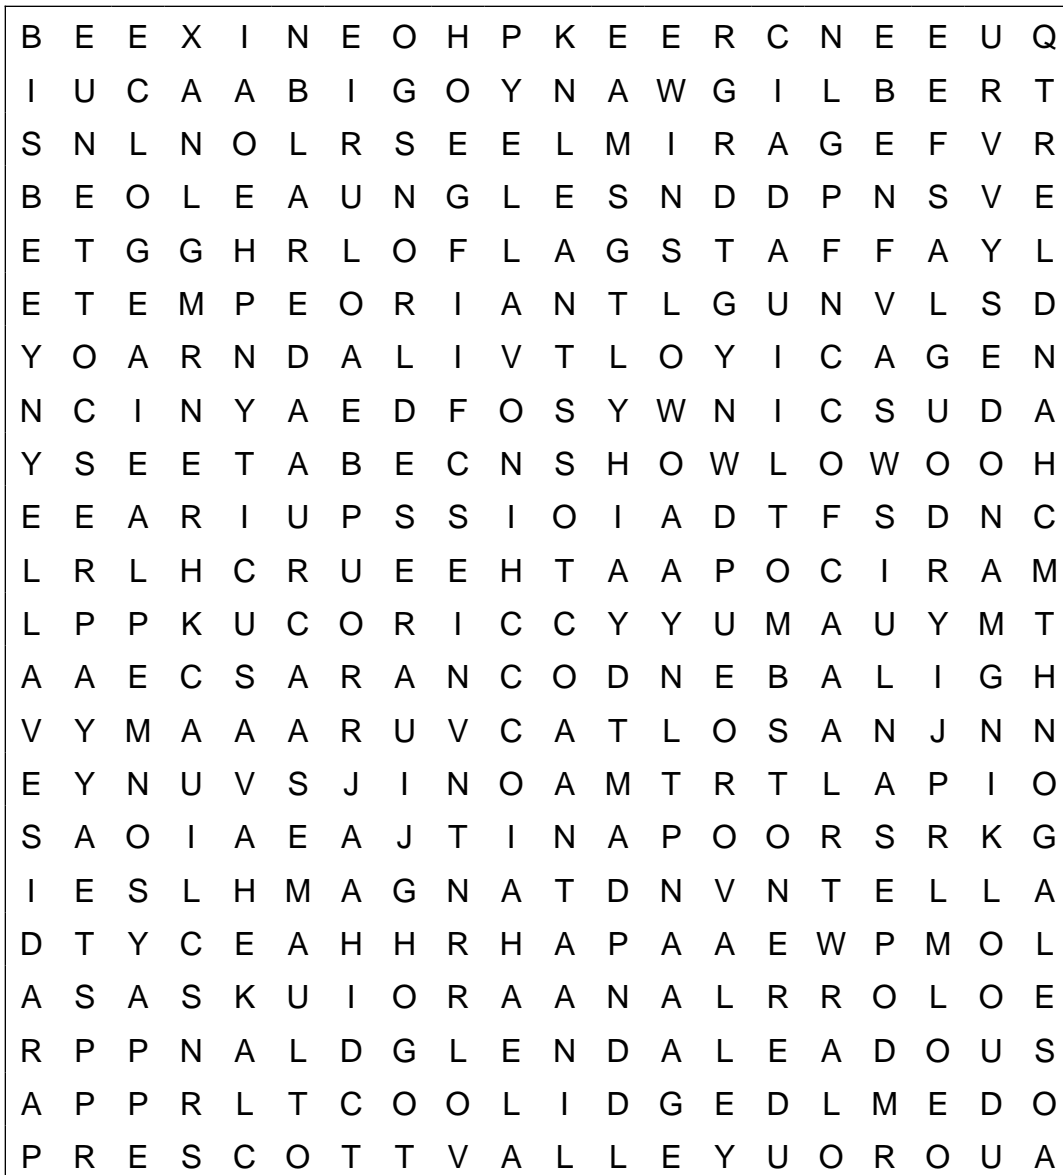 B E E X I N E O H P K E E R C N E E U Q
I U C A A B I G O Y N A W G I L B E R T
S N L N O L R S E E L M I R A G E F V R
B E O L E A U N G L E S N D D P N S V E
E T G G H R L O F L A G S T A F F A Y L
E T E M P E O R I A N T L G U N V L S D
Y O A R N D A L I V T L O Y I C A G E N
N C I N Y A E D F O S Y W N I C S U D A
Y S E E T A B E C N S H O W L O W O O H
E E A R I U P S S I O I A D T F S D N C
L R L H C R U E E H T A A P O C I R A M
L P P K U C O R I C C Y Y U M A U Y M T
A A E C S A R A N C O D N E B A L I G H
V Y M A A A R U V C A T L O S A N J N N
E Y N U V S J I N O A M T R T L A P I O
S A O I A E A J T I N A P O O R S R K G
I E S L H M A G N A T D N V N T E L L A
D T Y C E A H H R H A P A A E W P M O L
A S A S K U I O R A A N A L R R O L O E
R P P N A L D G L E N D A L E A D O U S
A P P R L T C O O L I D G E D L M E D O
P R E S C O T T V A L L E Y U O R O U A